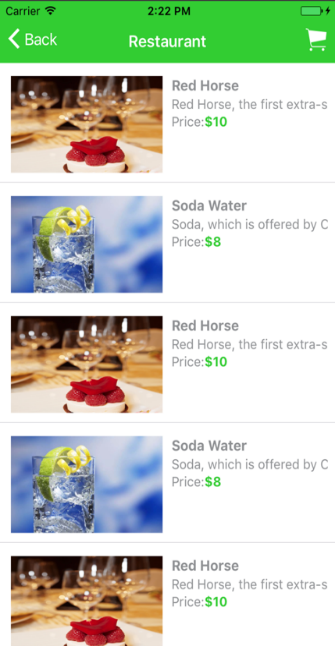 Carrier 2:22 PM
Back Restaurant
Red Horse
Red Horse, the first extra-s
Price:$10
Soda Water
Soda, which is offered by C
Price:$8
Red Horse
Red Horse, the first extra-s
Price:$10
Soda Water
Soda, which is offered by C
Price:$8
Red Horse
Red Horse, the first extra-s
Price:$10